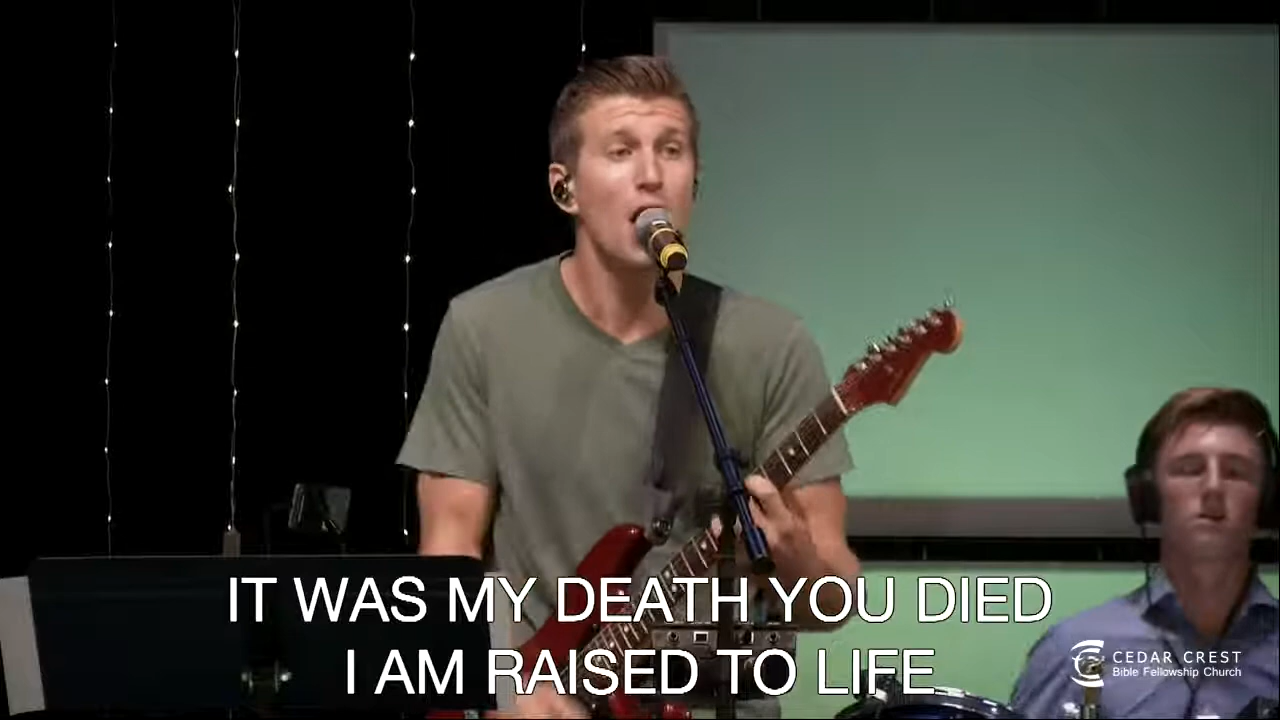 IT WAS MY DEATH YOU DIED
I AM RAISED TO LIFE
CEDAR CREST
Bible Fellowship Church